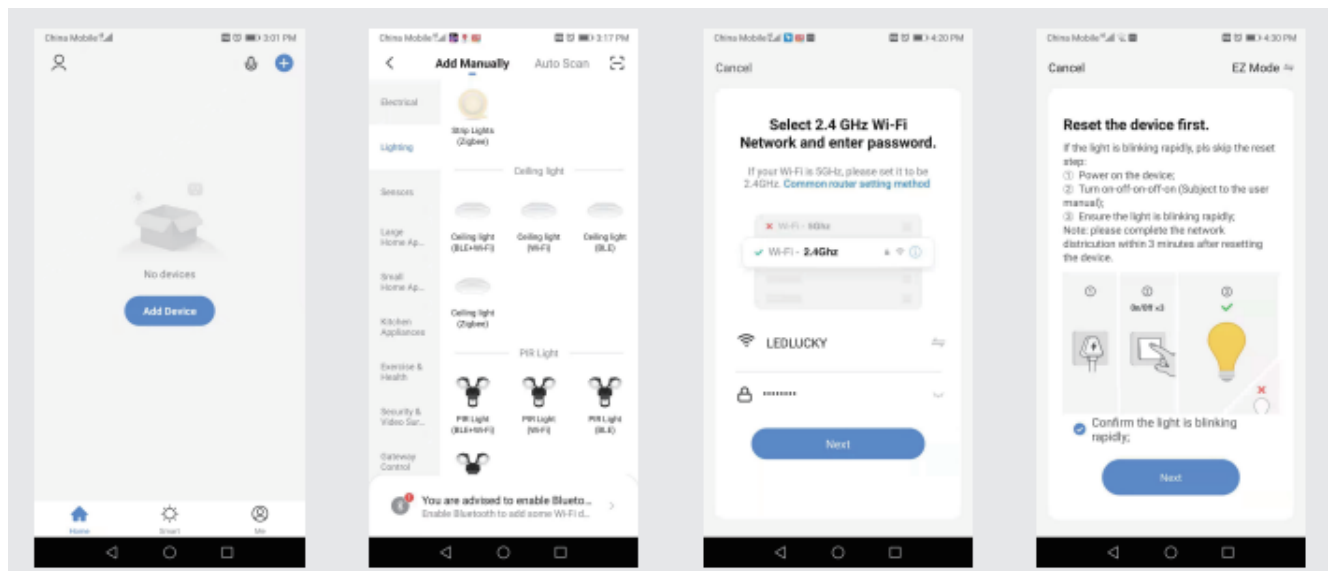 China Mobile
3:01 PM
No devices
Add Device
Home
Smart
Me
China Mobile
3:17 PM
Add Manually
Auto Scan
Electrical
Lighting
Sensors
Large
Home Ap...
Small
Home Ap...
Kitchen
Appliances
Exercise &
Health
Security &
Video Sur...
Gateway
Control
Strip Lights
(Zigbee)
Ceiling light
Ceiling light
(BLE+Wi-Fi)
Ceiling light
(Wi-Fi)
Ceiling light
(BLE)
Ceiling light
(Zigbee)
PIR Light
PIR Light
(BLE+Wi-Fi)
PIR Light
(Wi-Fi)
PIR Light
(BLE)
You are advised to enable Blueto...
Enable Bluetooth to add some Wi-Fi d...
China Mobile
4:20 PM
Cancel
Select 2.4 GHz Wi-Fi
Network and enter password.
If your Wi-Fi is 5GHz, please set it to be
2.4GHz. Common router setting method
Wi-Fi - 5Ghz
Wi-Fi - 2.4Ghz
LEDLUCKY
Next
China Mobile
4:30 PM
Cancel
EZ Mode
Reset the device first.
If the light is blinking rapidly, pls skip the reset
step:
① Power on the device;
② Turn on-off-on-off-on (Subject to the user
manual);
③ Ensure the light is blinking rapidly;
Note: please complete the network
districution within 3 minutes after resetting
the device.
①
②
③
On/Off x3
Confirm the light is blinking
rapidly;
Next